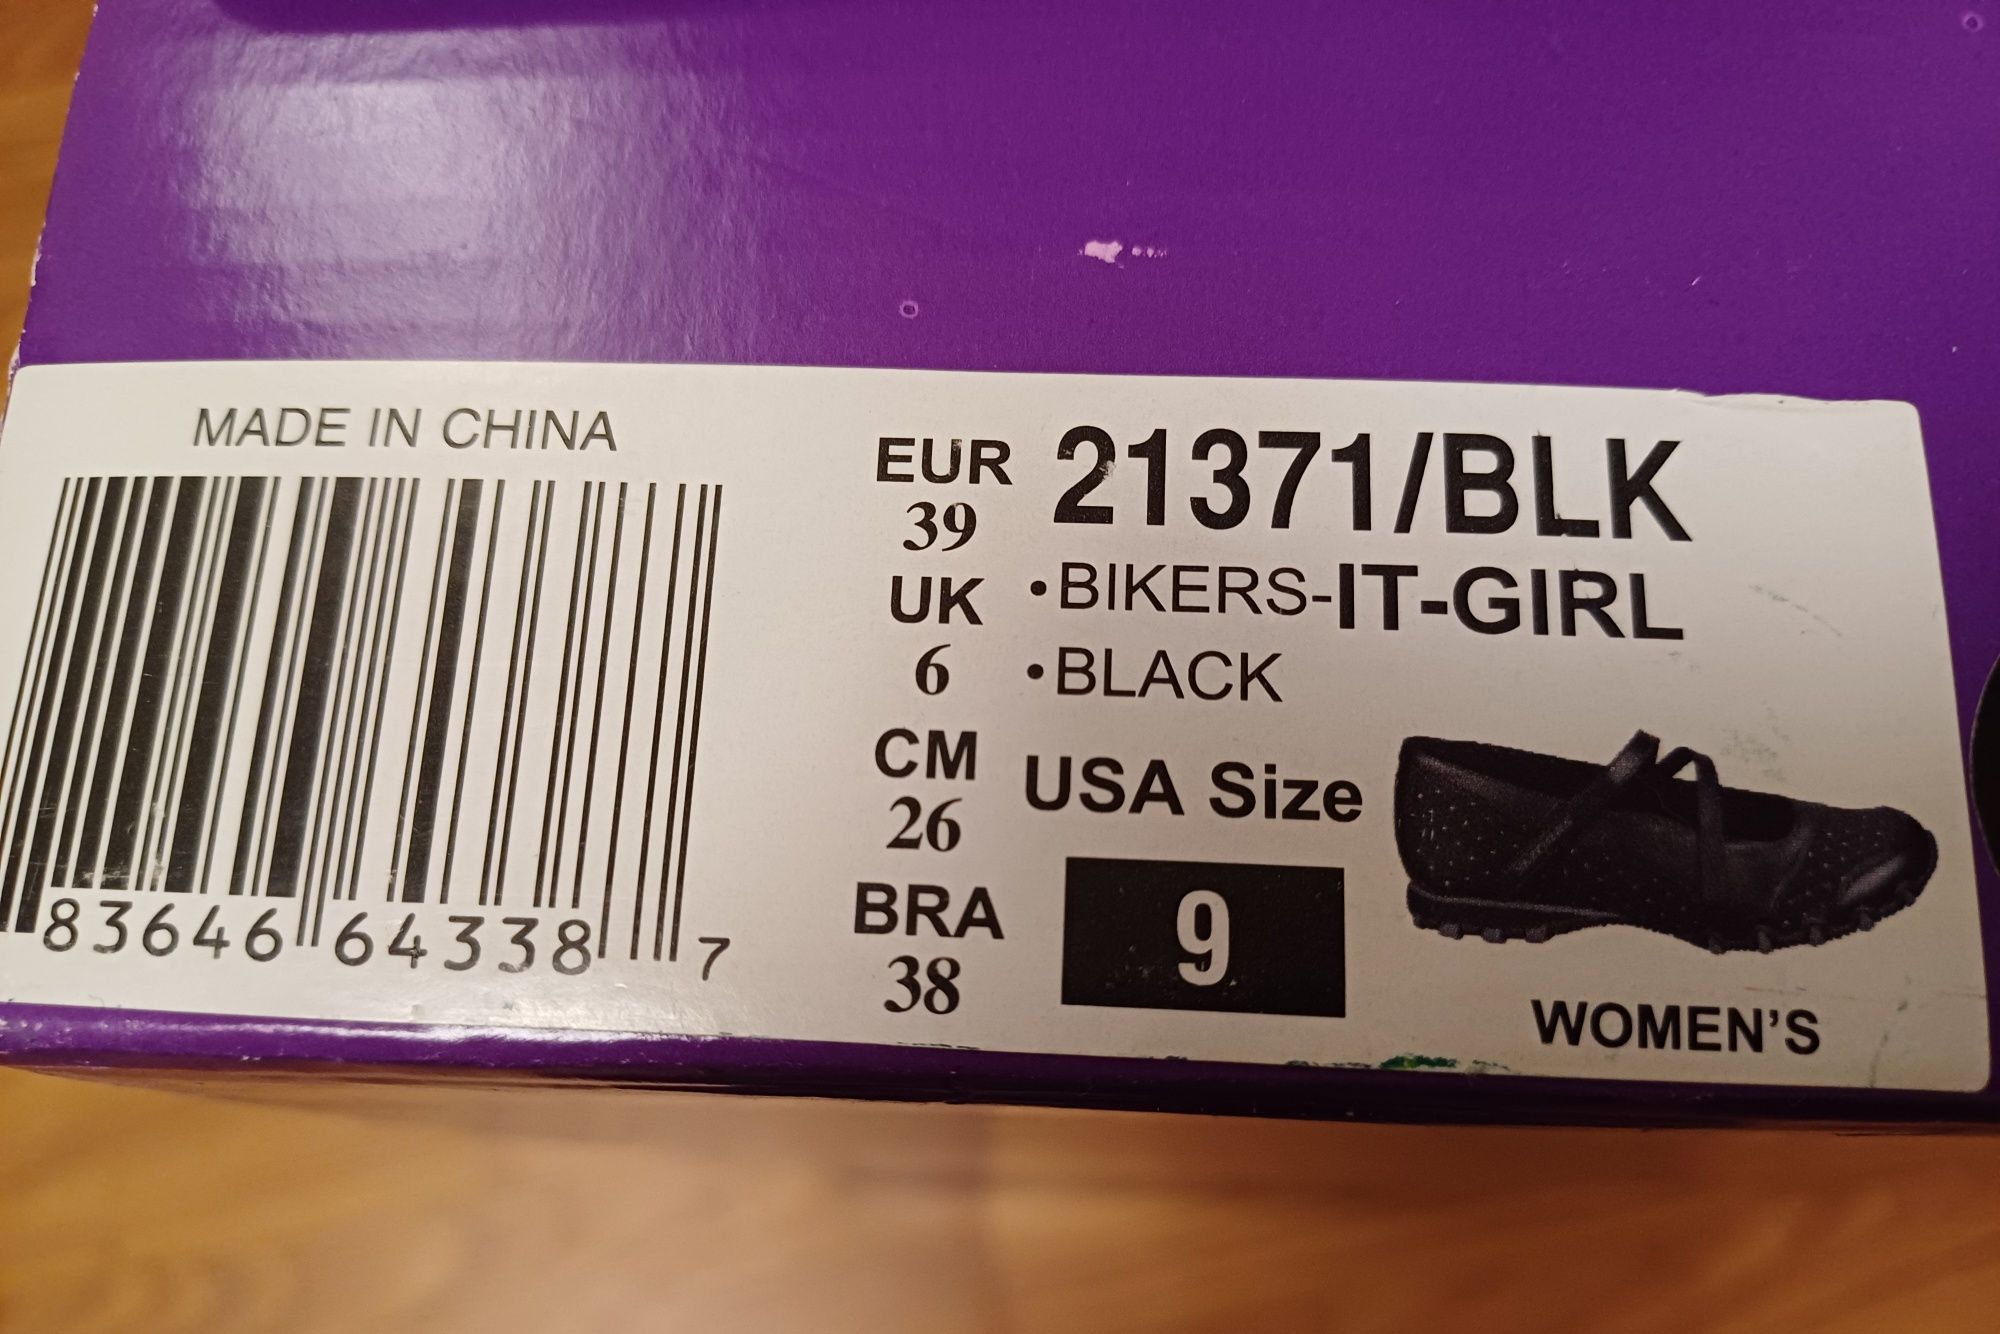 MADE IN CHINA
83646 64338 7
EUR
39
UK
6
CM
26
BRA
38
21371/BLK
•BIKERS-IT-GIRL
•BLACK
USA Size
9
WOMEN'S